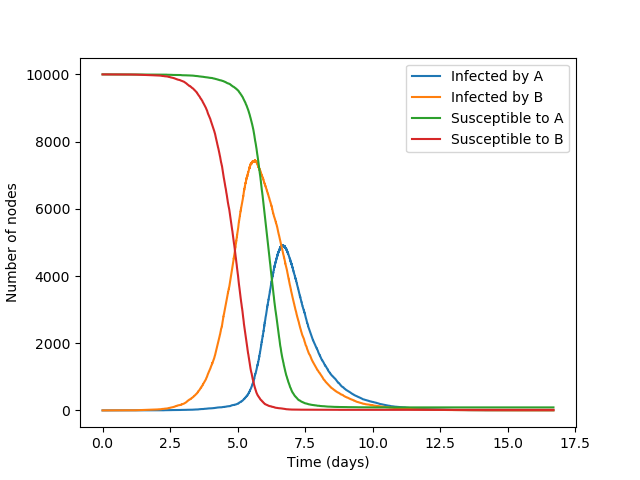 10000
8000
6000
4000
2000
0
Number of nodes
0.0 2.5 5.0 7.5 10.0 12.5 15.0 17.5
Time (days)
Infected by A
Infected by B
Susceptible to A
Susceptible to B